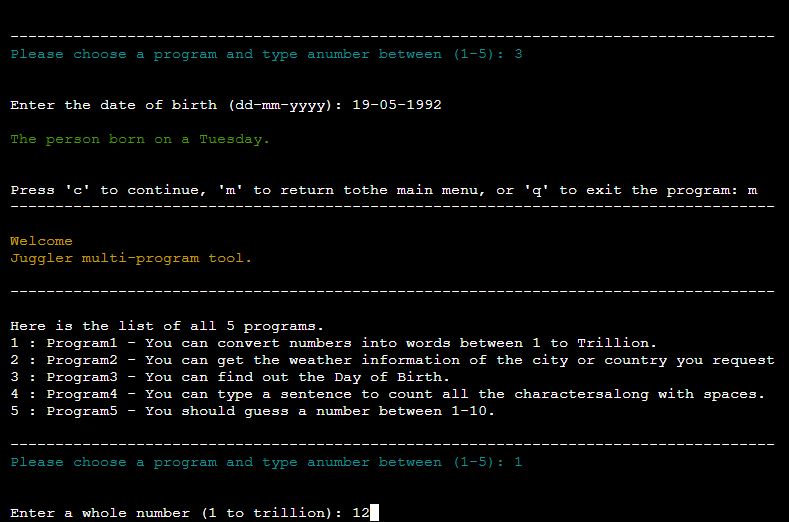 --------------------------------------------------------------------------------
Please choose a program and type anumber between (1-5): 3
Enter the date of birth (dd-mm-yyyy): 19-05-1992
The person born on a Tuesday.
Press 'c' to continue, 'm' to return tothe main menu, or 'q' to exit the program: m
--------------------------------------------------------------------------------
Welcome
Juggler multi-program tool.
--------------------------------------------------------------------------------
Here is the list of all 5 programs.
1 : Program1 - You can convert numbers into words between 1 to Trillion.
2 : Program2 - You can get the weather information of the city or country you request
3 : Program3 - You can find out the Day of Birth.
4 : Program4 - You can type a sentence to count all the charactersalong with spaces.
5 : Program5 - You should guess a number between 1-10.
--------------------------------------------------------------------------------
Please choose a program and type anumber between (1-5): 1
Enter a whole number (1 to trillion): 12